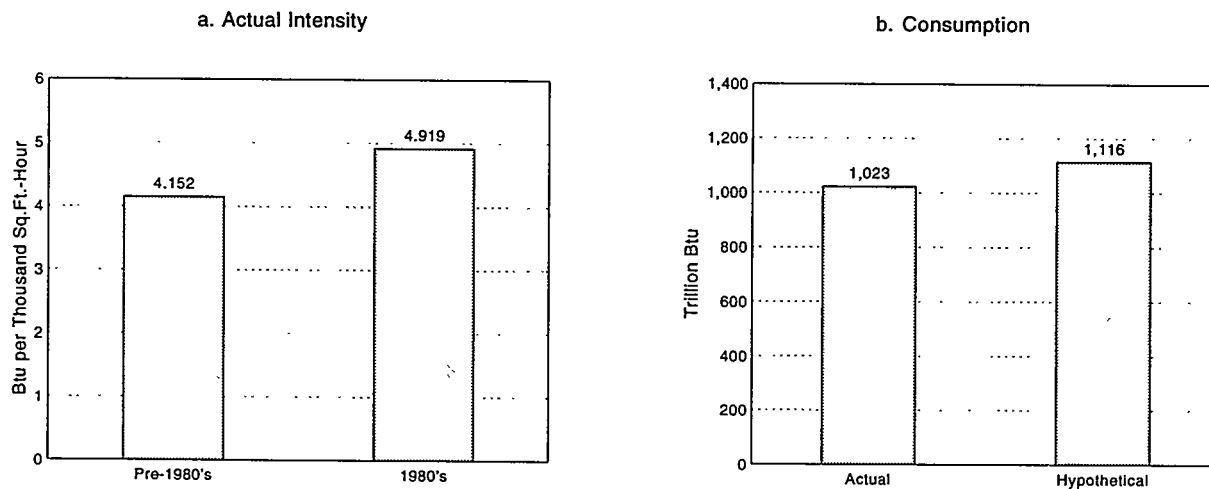 a. Actual Intensity
Btu per Thousand Sq.Ft.-Hour
6
5
4
3
2
1
0
4.152
4.919
Pre-1980's
1980's
b. Consumption
Trillion Btu
1,400
1,200
1,000
800
600
400
200
0
1,023
1,116
Actual
Hypothetical